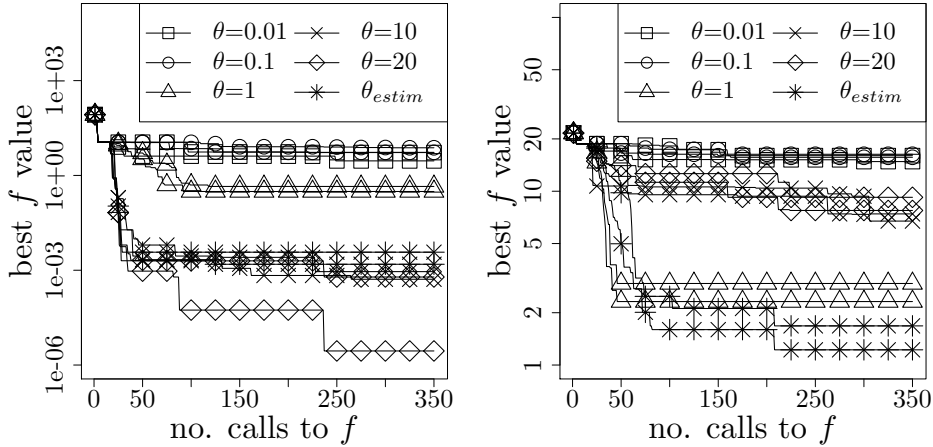 θ=0.01 θ=10
θ=0.1 θ=20
θ=1 θestim
best f value
1e+03
1e+00
1e-03
1e-06
0 50 150 250 350
no. calls to f
θ=0.01 θ=10
θ=0.1 θ=20
θ=1 θestim
best f value
50
20
10
5
2
1
0 50 150 250 350
no. calls to f